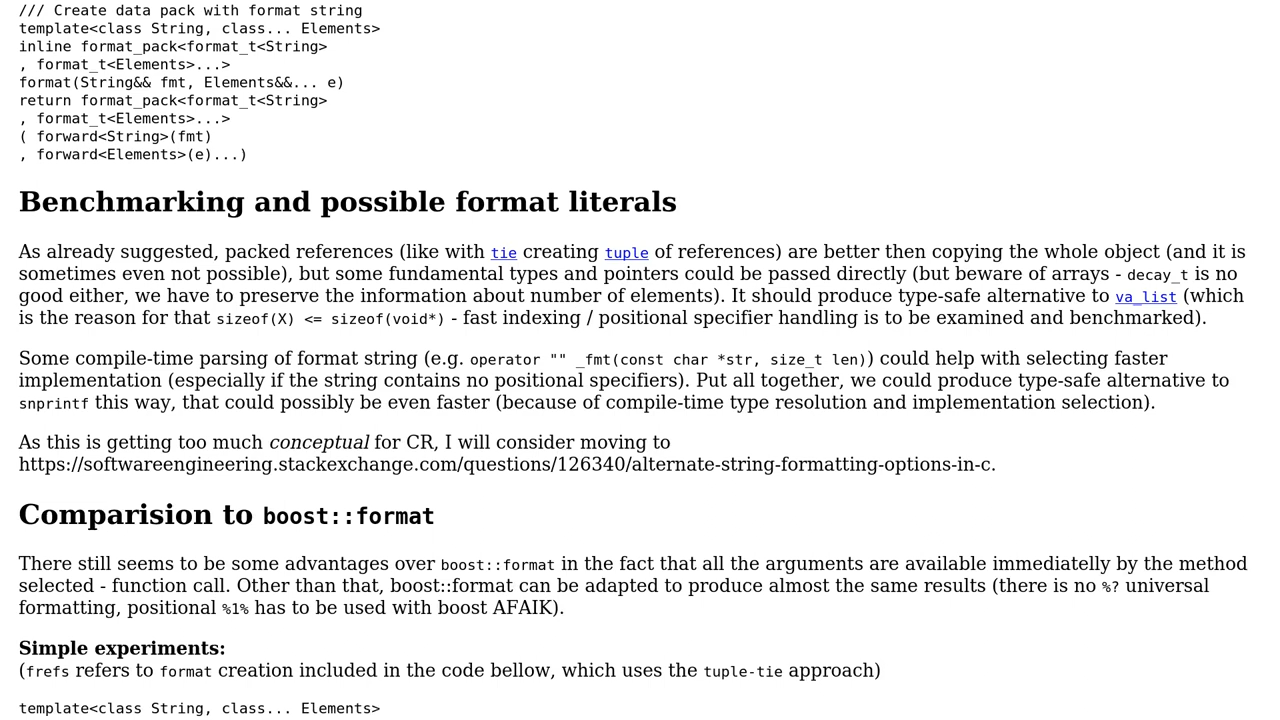 /// Create data pack with format string
template<class String, class... Elements>
inline format_pack<format_t<String>
, format_t<Elements>...>
format(String&& fmt, Elements&&... e)
return format_pack<format_t<String>
, format_t<Elements>...>
( forward<String>(fmt)
, forward<Elements>(e)...)
Benchmarking and possible format literals
As already suggested, packed references (like with tie creating tuple of references) are better then copying the whole object (and it is
sometimes even not possible), but some fundamental types and pointers could be passed directly (but beware of arrays - decay_t is no
good either, we have to preserve the information about number of elements). It should produce type-safe alternative to va_list (which
is the reason for that sizeof(X) <= sizeof(void*) - fast indexing / positional specifier handling is to be examined and benchmarked).
Some compile-time parsing of format string (e.g. operator "" _fmt(const char *str, size_t len)) could help with selecting faster
implementation (especially if the string contains no positional specifiers). Put all together, we could produce type-safe alternative to
snprintf this way, that could possibly be even faster (because of compile-time type resolution and implementation selection).
As this is getting too much conceptual for CR, I will consider moving to
https://softwareengineering.stackexchange.com/questions/126340/alternate-string-formatting-options-in-c.
Comparision to boost::format
There still seems to be some advantages over boost::format in the fact that all the arguments are available immediatelly by the method
selected - function call. Other than that, boost::format can be adapted to produce almost the same results (there is no %? universal
formatting, positional %1% has to be used with boost AFAIK).
Simple experiments:
(frefs refers to format creation included in the code bellow, which uses the tuple-tie approach)
template<class String, class... Elements>